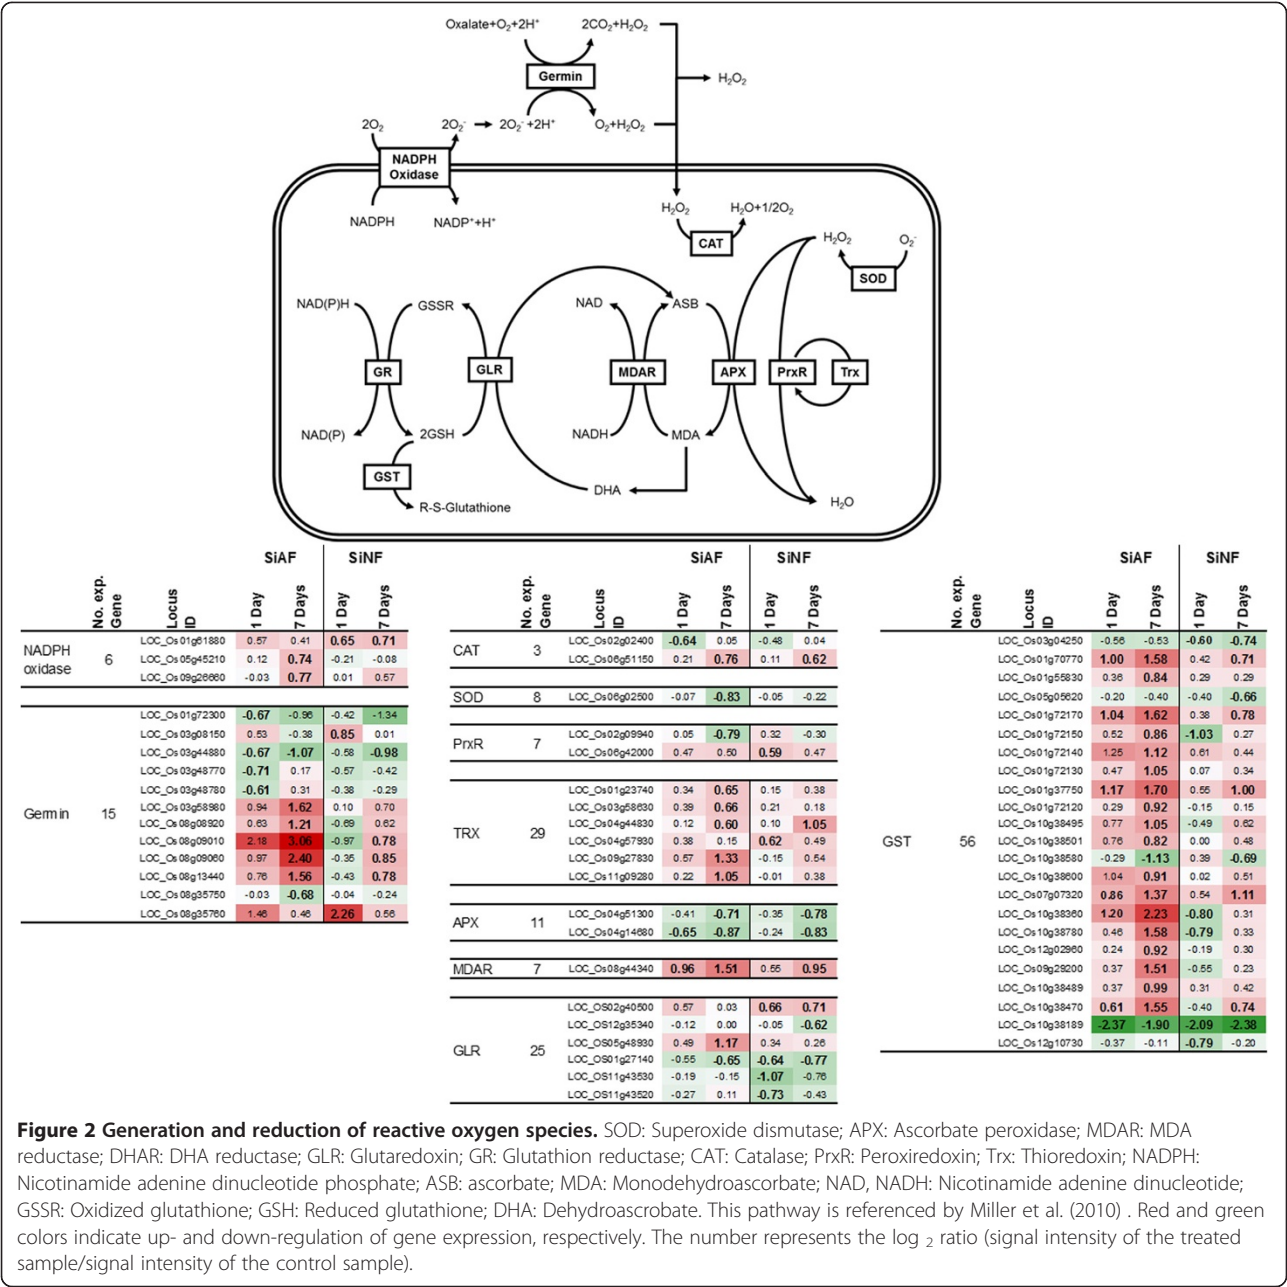 Oxalate+O2+2H+ 2CO2+H2O2
Germin
H2O2
2O2 2O2- 2O2- +2H+ O2+H2O2
NADPH
Oxidase
NADPH NADP++H+
H2O2 H2O+1/2O2
CAT
H2O2 O2-
SOD
NAD(P)H GSSR NAD ASB
GR GLR MDAR APX PrxR Trx
NAD(P) 2GSH NADH MDA
GST
DHA
R-S-Glutathione
H2O
SiAF SiNF
No. exp. Gene Locus ID 1 Day 7 Days 1 Day 7 Days
NADPH oxidase 6
LOC_Os01g61880 0.57 0.41 0.65 0.71
LOC_Os05g45210 0.12 0.74 -0.21 -0.08
LOC_Os09g26660 -0.03 0.77 0.01 0.57
Germin 15
LOC_Os01g72300 -0.67 -0.96 -0.42 -1.34
LOC_Os03g08150 0.53 -0.38 0.85 0.01
LOC_Os03g44880 -0.67 -1.07 -0.58 -0.98
LOC_Os03g48770 -0.71 0.17 -0.57 -0.42
LOC_Os03g48780 -0.61 0.31 -0.38 -0.29
LOC_Os03g58980 0.94 1.62 0.10 0.70
LOC_Os08g08920 0.63 1.21 -0.69 0.62
LOC_Os08g09010 2.18 3.06 -0.97 0.78
LOC_Os08g09060 0.97 2.40 -0.35 0.85
LOC_Os08g13440 0.76 1.56 -0.43 0.78
LOC_Os08g35750 -0.03 -0.68 -0.04 -0.24
LOC_Os08g35760 1.46 0.46 2.26 0.56
SiAF SiNF
No. exp. Gene Locus ID 1 Day 7 Days 1 Day 7 Days
CAT 3
LOC_Os02g02400 -0.64 0.05 -0.48 0.04
LOC_Os06g51150 0.21 0.76 0.11 0.62
SOD 8 LOC_Os06g02500 -0.07 -0.83 -0.05 -0.22
PrxR 7
LOC_Os02g09940 0.05 -0.79 0.32 -0.30
LOC_Os06g42000 0.47 0.50 0.59 0.47
TRX 29
LOC_Os01g23740 0.34 0.65 0.15 0.38
LOC_Os03g58630 0.39 0.66 0.21 0.18
LOC_Os04g44830 0.12 0.60 0.10 1.05
LOC_Os04g57930 0.38 0.15 0.62 0.49
LOC_Os09g27830 0.57 1.33 -0.15 0.54
LOC_Os11g09280 0.22 1.05 -0.01 0.38
APX 11
LOC_Os04g51300 -0.41 -0.71 -0.35 -0.78
LOC_Os04g14680 -0.65 -0.87 -0.24 -0.83
MDAR 7 LOC_Os08g44340 0.96 1.51 0.55 0.95
GLR 25
LOC_OS02g40500 0.57 0.03 0.66 0.71
LOC_OS12g35340 -0.12 0.00 -0.05 -0.62
LOC_OS05g48930 0.49 1.17 0.34 0.26
LOC_OS01g27140 -0.55 -0.65 -0.64 -0.77
LOC_OS11g43530 -0.19 -0.15 -1.07 -0.76
LOC_OS11g43520 -0.27 0.11 -0.73 -0.43
SiAF SiNF
No. exp. Gene Locus ID 1 Day 7 Days 1 Day 7 Days
GST 56
LOC_Os03g04250 -0.56 -0.53 -0.60 -0.74
LOC_Os01g70770 1.00 1.58 0.42 0.71
LOC_Os01g55830 0.36 0.84 0.29 0.29
LOC_Os05g05620 -0.20 -0.40 -0.40 -0.66
LOC_Os01g72170 1.04 1.62 0.38 0.78
LOC_Os01g72150 0.52 0.86 -1.03 0.27
LOC_Os01g72140 1.25 1.12 0.61 0.44
LOC_Os01g72130 0.47 1.05 0.07 0.34
LOC_Os01g37750 1.17 1.70 0.55 1.00
LOC_Os01g72120 0.29 0.92 -0.15 0.15
LOC_Os10g38495 0.77 1.05 -0.49 0.62
LOC_Os10g38501 0.76 0.82 0.00 0.48
LOC_Os10g38580 -0.29 -1.13 0.39 -0.69
LOC_Os10g38600 1.04 0.91 0.02 0.51
LOC_Os07g07320 0.86 1.37 0.54 1.11
LOC_Os10g38360 1.20 2.23 -0.80 0.31
LOC_Os10g38780 0.46 1.58 -0.79 0.33
LOC_Os12g02960 0.24 0.92 -0.19 0.30
LOC_Os09g29200 0.37 1.51 -0.55 0.23
LOC_Os10g38489 0.37 0.99 0.31 0.42
LOC_Os10g38470 0.61 1.55 -0.40 0.74
LOC_Os10g38189 -2.37 -1.90 -2.09 -2.38
LOC_Os12g10730 -0.37 -0.11 -0.79 -0.20
Figure 2 Generation and reduction of reactive oxygen species. SOD: Superoxide dismutase; APX: Ascorbate peroxidase; MDAR: MDA
reductase; DHAR: DHA reductase; GLR: Glutaredoxin; GR: Glutathion reductase; CAT: Catalase; PrxR: Peroxiredoxin; Trx: Thioredoxin; NADPH:
Nicotinamide adenine dinucleotide phosphate; ASB: ascorbate; MDA: Monodehydroascorbate; NAD, NADH: Nicotinamide adenine dinucleotide;
GSSR: Oxidized glutathione; GSH: Reduced glutathione; DHA: Dehydroascrobate. This pathway is referenced by Miller et al. (2010) . Red and green
colors indicate up- and down-regulation of gene expression, respectively. The number represents the log 2 ratio (signal intensity of the treated
sample/signal intensity of the control sample).